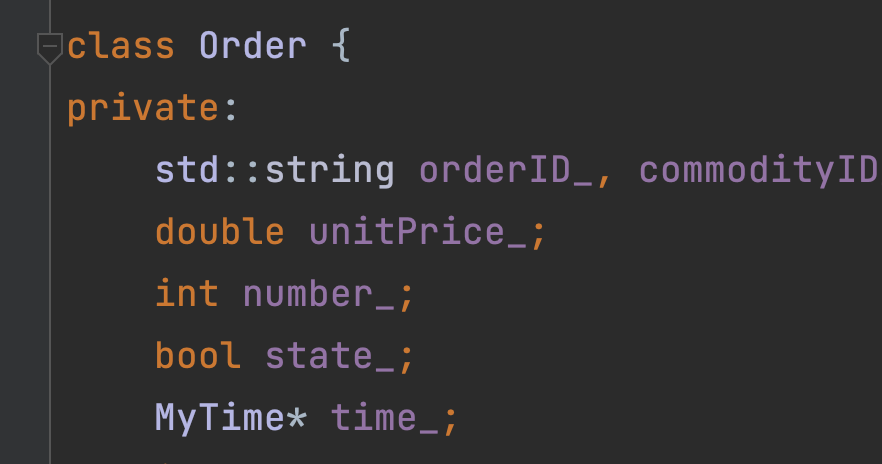 class Order {
private:
    std::string orderID_, commodityID
    double unitPrice_;
    int number_;
    bool state_;
    MyTime* time_;